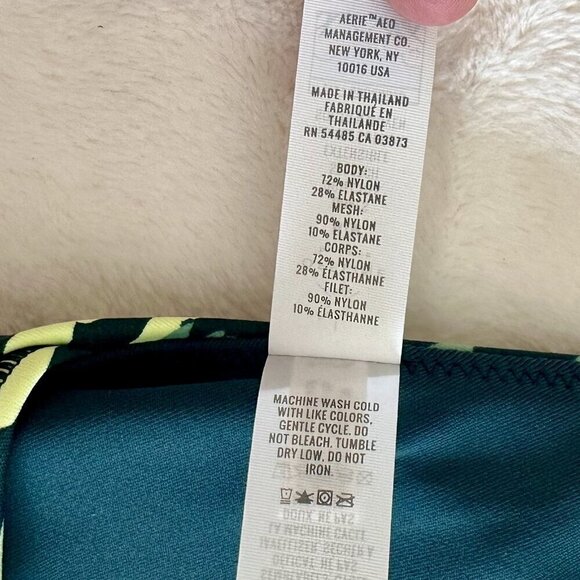 AERIE™AEO
MANAGEMENT CO.
NEW YORK, NY
10016 USA
MADE IN THAILAND
FABRIQUÉ EN
THAÏLANDE
RN 54485 CA 03873
BODY:
72% NYLON
28% ELASTANE
MESH:
90% NYLON
10% ELASTANE
CORPS:
72% NYLON
28% ÉLASTHANNE
FILET:
90% NYLON
10% ÉLASTHANNE
MACHINE WASH COLD
WITH LIKE COLORS,
GENTLE CYCLE. DO
NOT BLEACH. TUMBLE
DRY LOW. DO NOT
IRON.